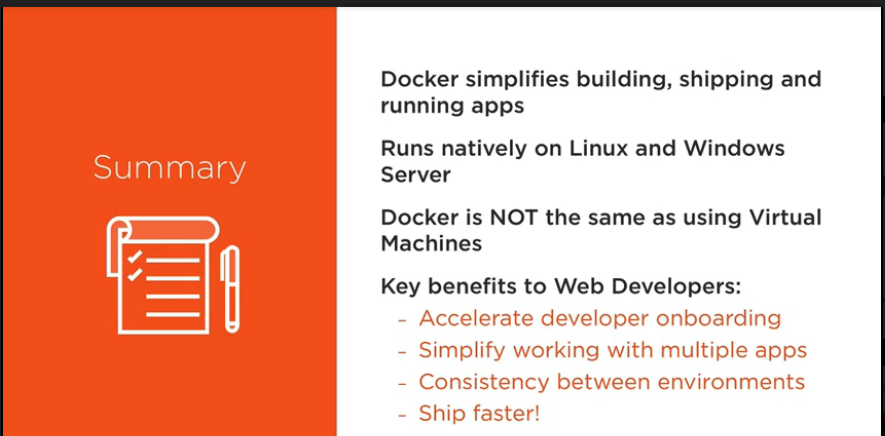 Summary
Docker simplifies building, shipping and
running apps
Runs natively on Linux and Windows
Server
Docker is NOT the same as using Virtual
Machines
Key benefits to Web Developers:
- Accelerate developer onboarding
- Simplify working with multiple apps
- Consistency between environments
- Ship faster!